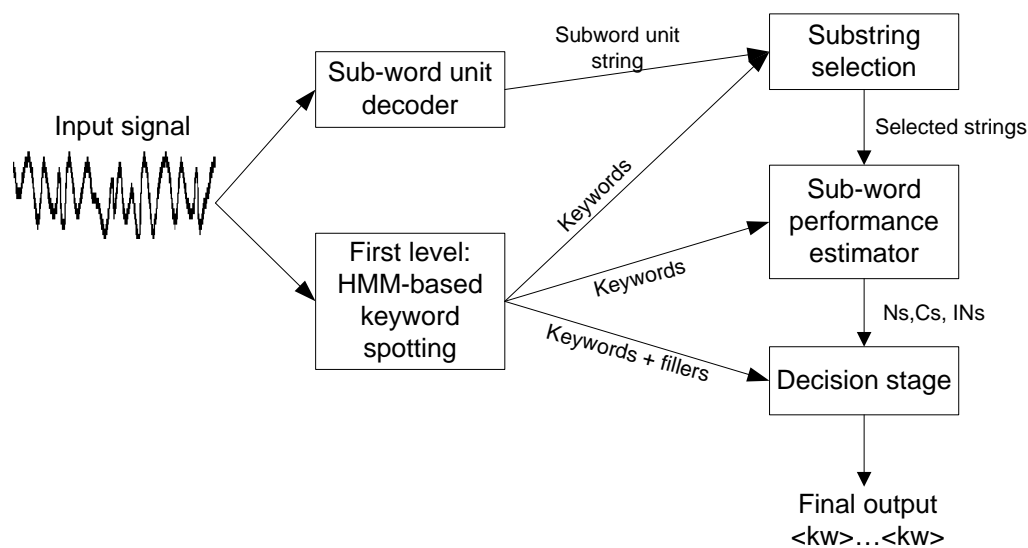 Input signal
Sub-word unit
decoder
First level:
HMM-based
keyword
spotting
Subword unit
string
Keywords
Keywords
Keywords + fillers
Substring
selection
Selected strings
Sub-word
performance
estimator
Ns,Cs, INs
Decision stage
Final output
<kw>…<kw>